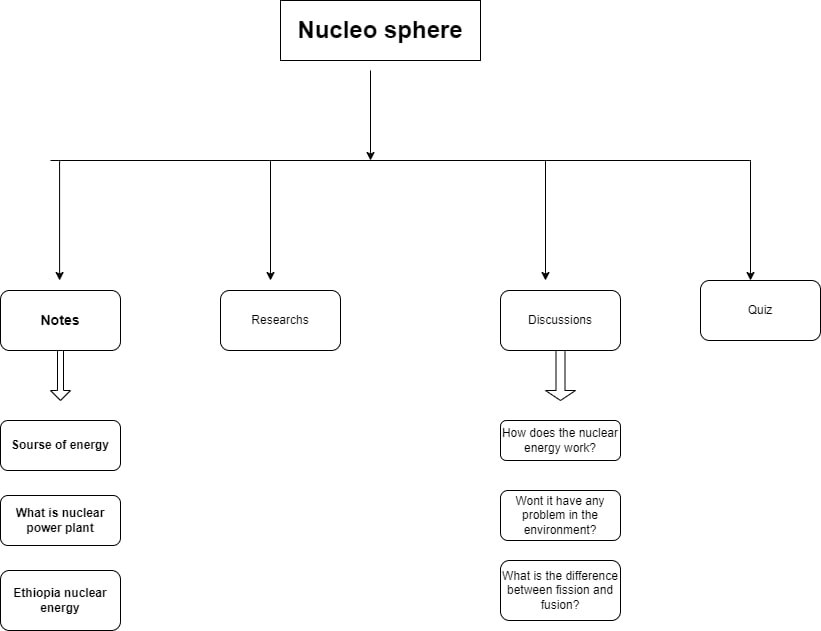 Nucleo sphere
Notes
Researchs
Discussions
Quiz
Sourse of energy
What is nuclear
power plant
Ethiopia nuclear
energy
How does the nuclear
energy work?
Wont it have any
problem in the
environment?
What is the difference
between fission and
fusion?